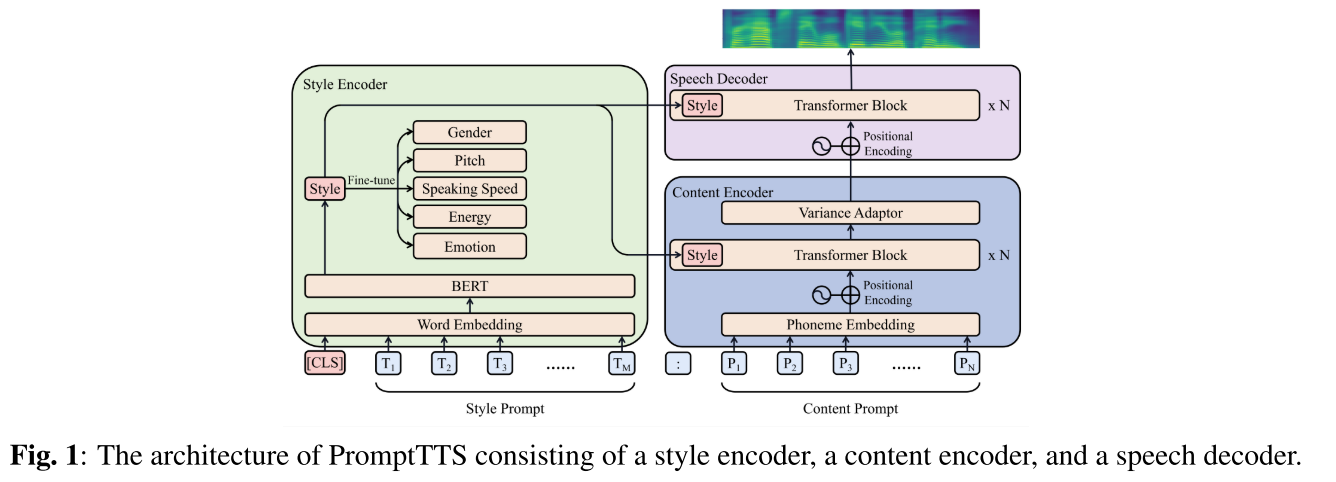 Style Encoder
Gender
Pitch
Style
Fine-tune
Speaking Speed
Energy
Emotion
BERT
Word Embedding
[CLS] T1 T2 T3 ...... TM
Style Prompt
:
Speech Decoder
Style
Transformer Block
x N
Positional
Encoding
Content Encoder
Variance Adaptor
Style
Transformer Block
x N
Positional
Encoding
Phoneme Embedding
P1 P2 P3 ...... PN
Content Prompt
Fig. 1: The architecture of PromptTTS consisting of a style encoder, a content encoder, and a speech decoder.